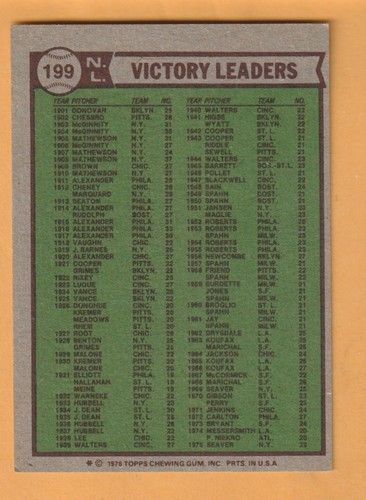 199
N.L.
VICTORY LEADERS
YEAR PITCHER TEAM NO.
1901 DONOVAN BKLYN. 25
1902 CHESBRO PITTS. 28
1903 McGINNITY N.Y.
1904 McGINNITY N.Y.
1905 MATHEWSON N.Y. 31
1906 McGINNITY N.Y. 27
1907 MATHEWSON N.Y. 24
1908 MATHEWSON N.Y. 37
1909 BROWN CHIC. 27
1910 MATHEWSON N.Y. 27
1911 ALEXANDER PHILA. 28
1912 CHENEY CHIC. 26
MARQUARD N.Y. 26
1913 SEATON PHILA. 27
1914 ALEXANDER PHILA. 27
RUDOLPH BOST. 27
1915 ALEXANDER PHILA. 31
1916 ALEXANDER PHILA. 33
1917 ALEXANDER PHILA. 30
1918 VAUGHN CHIC. 22
1919 J. BARNES N.Y. 25
1920 ALEXANDER CHIC. 27
1921 COOPER PITTS. 22
GRIMES BKLYN. 22
1922 RIXEY CINC. 25
1923 LUQUE CINC. 27
1924 VANCE BKLYN. 28
1925 VANCE BKLYN. 22
1926 DONOHUE CINC. 20
KREMER PITTS. 20
MEADOWS PITTS. 20
RHEM ST. L. 20
1927 ROOT CHIC. 26
1928 BENTON N.Y. 25
GRIMES PITTS. 25
1929 MALONE CHIC. 22
1930 KREMER PITTS. 20
MALONE CHIC. 20
1931 ELLIOTT PHILA. 19
HALLAHAN ST. L. 19
MEINE PITTS. 19
1932 WARNEKE CHIC. 22
1933 HUBBELL N.Y. 23
1934 J. DEAN ST. L. 30
1935 J. DEAN ST. L. 28
1936 HUBBELL N.Y. 26
1937 HUBBELL N.Y. 22
1938 LEE CHIC. 22
1939 WALTERS CINC. 27
YEAR PITCHER TEAM NO.
1940 WALTERS CINC. 22
1941 HIGBE BKLYN. 22
WYATT BKLYN. 22
1942 COOPER ST. L. 22
1943 COOPER ST. L. 21
RIDDLE CINC. 21
SEWELL PITTS. 21
1944 WALTERS CINC. 23
1945 BARRETT BO.-ST. L. 23
1946 POLLET ST. L. 21
1947 BLACKWELL CINC. 22
1948 SAIN BOST. 24
1949 SPAHN BOST. 21
1950 SPAHN BOST. 21
1951 JANSEN N.Y. 23
MAGLIE N.Y. 23
1952 ROBERTS PHILA. 28
1953 ROBERTS PHILA. 23
SPAHN MILW. 23
1954 ROBERTS PHILA. 23
1955 ROBERTS PHILA. 23
1956 NEWCOMBE BKLYN. 27
1957 SPAHN MILW. 21
1958 FRIEND PITTS. 22
SPAHN MILW. 22
1959 BURDETTE MILW. 21
JONES S.F. 21
SPAHN MILW. 21
1960 BROGLIO ST. L. 21
SPAHN MILW. 21
1961 JAY CINC. 21
SPAHN MILW. 21
1962 DRYSDALE L.A. 25
1963 KOUFAX L.A. 25
MARICHAL S.F. 25
1964 JACKSON CHIC. 24
1965 KOUFAX L.A. 26
1966 KOUFAX L.A. 27
1967 McCORMICK S.F. 22
1968 MARICHAL S.F. 26
1969 SEAVER N.Y. 25
1970 GIBSON ST. L. 23
PERRY S.F. 23
1971 JENKINS CHIC. 24
1972 CARLTON PHILA. 27
1973 BRYANT S.F. 24
1974 MESSERSMITH L.A. 20
P. NIEKRO ATL. 20
1975 SEAVER N.Y. 22
* © 1976 TOPPS CHEWING GUM, INC. PRTD. IN U.S.A.